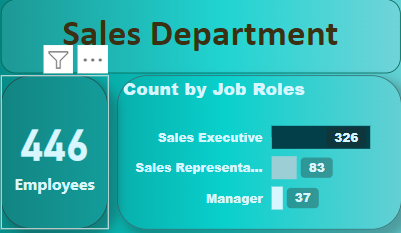 Sales Department
446
Employees
Count by Job Roles
Sales Executive 326
Sales Representa... 83
Manager 37